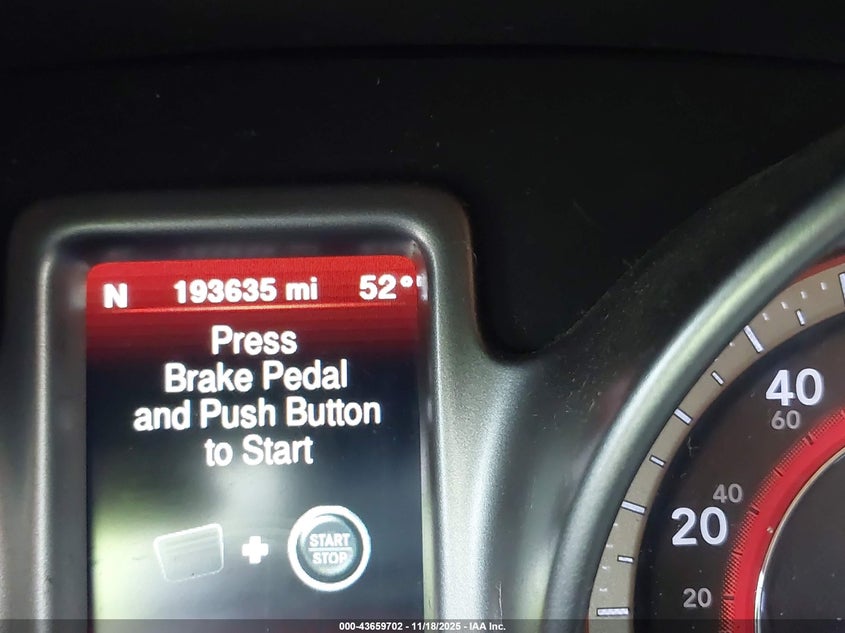 N 193635 mi 52°
Press
Brake Pedal
and Push Button
to Start
START
STOP
40
60
40
20
20
000-43659702 - 11/18/2025 - IAA Inc.